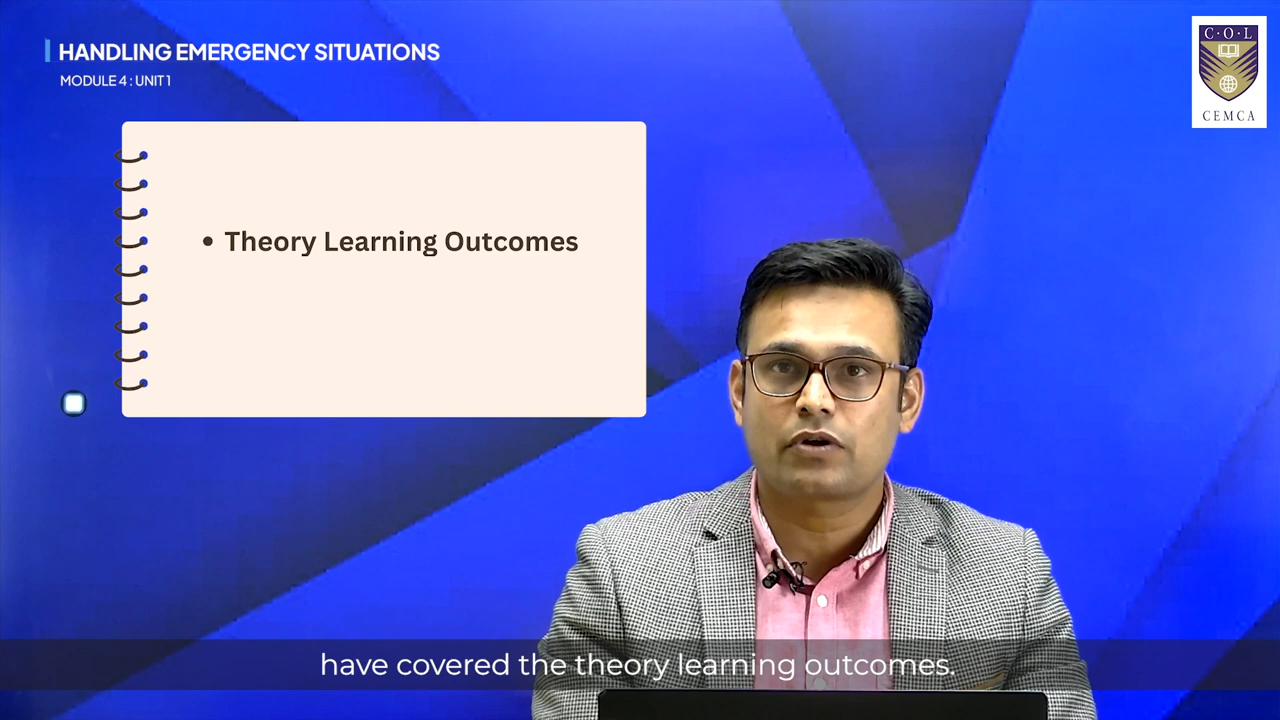 HANDLING EMERGENCY SITUATIONS
MODULE 4 : UNIT 1
C·O·L
CEMCA
• Theory Learning Outcomes
have covered the theory learning outcomes.